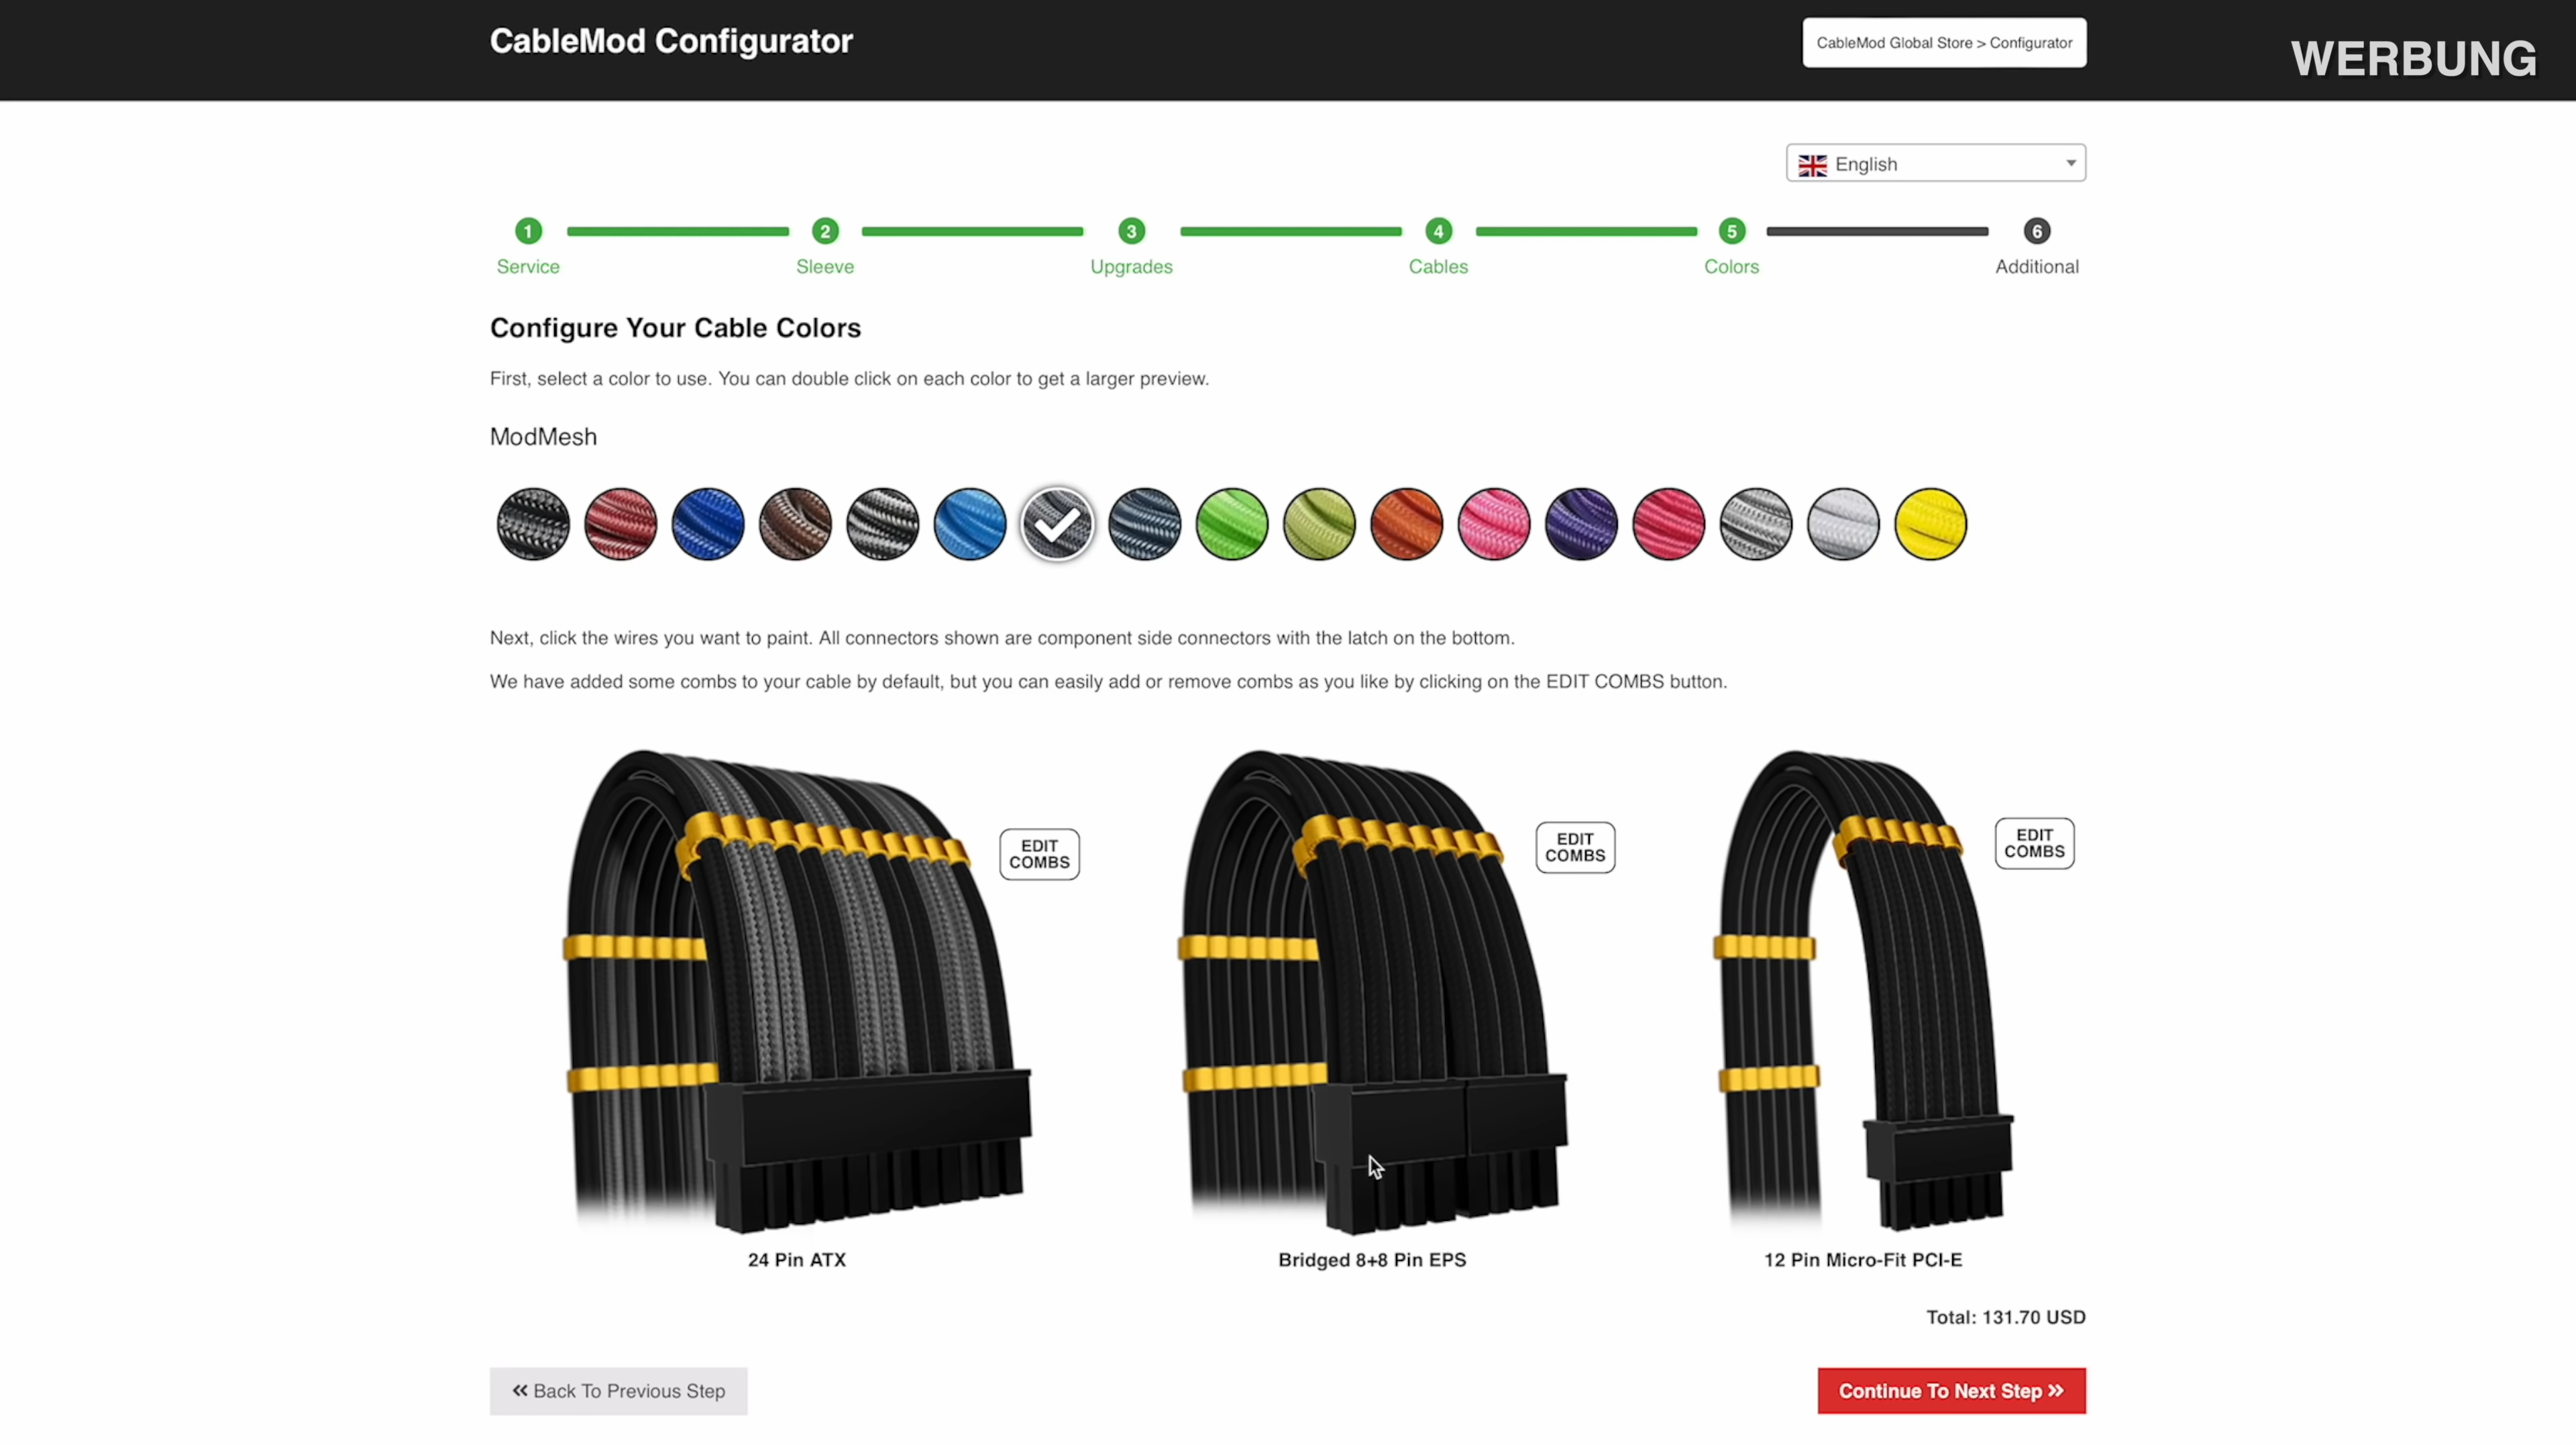 CableMod Configurator
CableMod Global Store > Configurator
WERBUNG
English
1 2 3 4 5 6
Service Sleeve Upgrades Cables Colors Additional
Configure Your Cable Colors
First, select a color to use. You can double click on each color to get a larger preview.
ModMesh
Next, click the wires you want to paint. All connectors shown are component side connectors with the latch on the bottom.
We have added some combs to your cable by default, but you can easily add or remove combs as you like by clicking on the EDIT COMBS button.
EDIT
COMBS
EDIT
COMBS
EDIT
COMBS
24 Pin ATX
Bridged 8+8 Pin EPS
12 Pin Micro-Fit PCI-E
Total: 131.70 USD
« Back To Previous Step
Continue To Next Step »